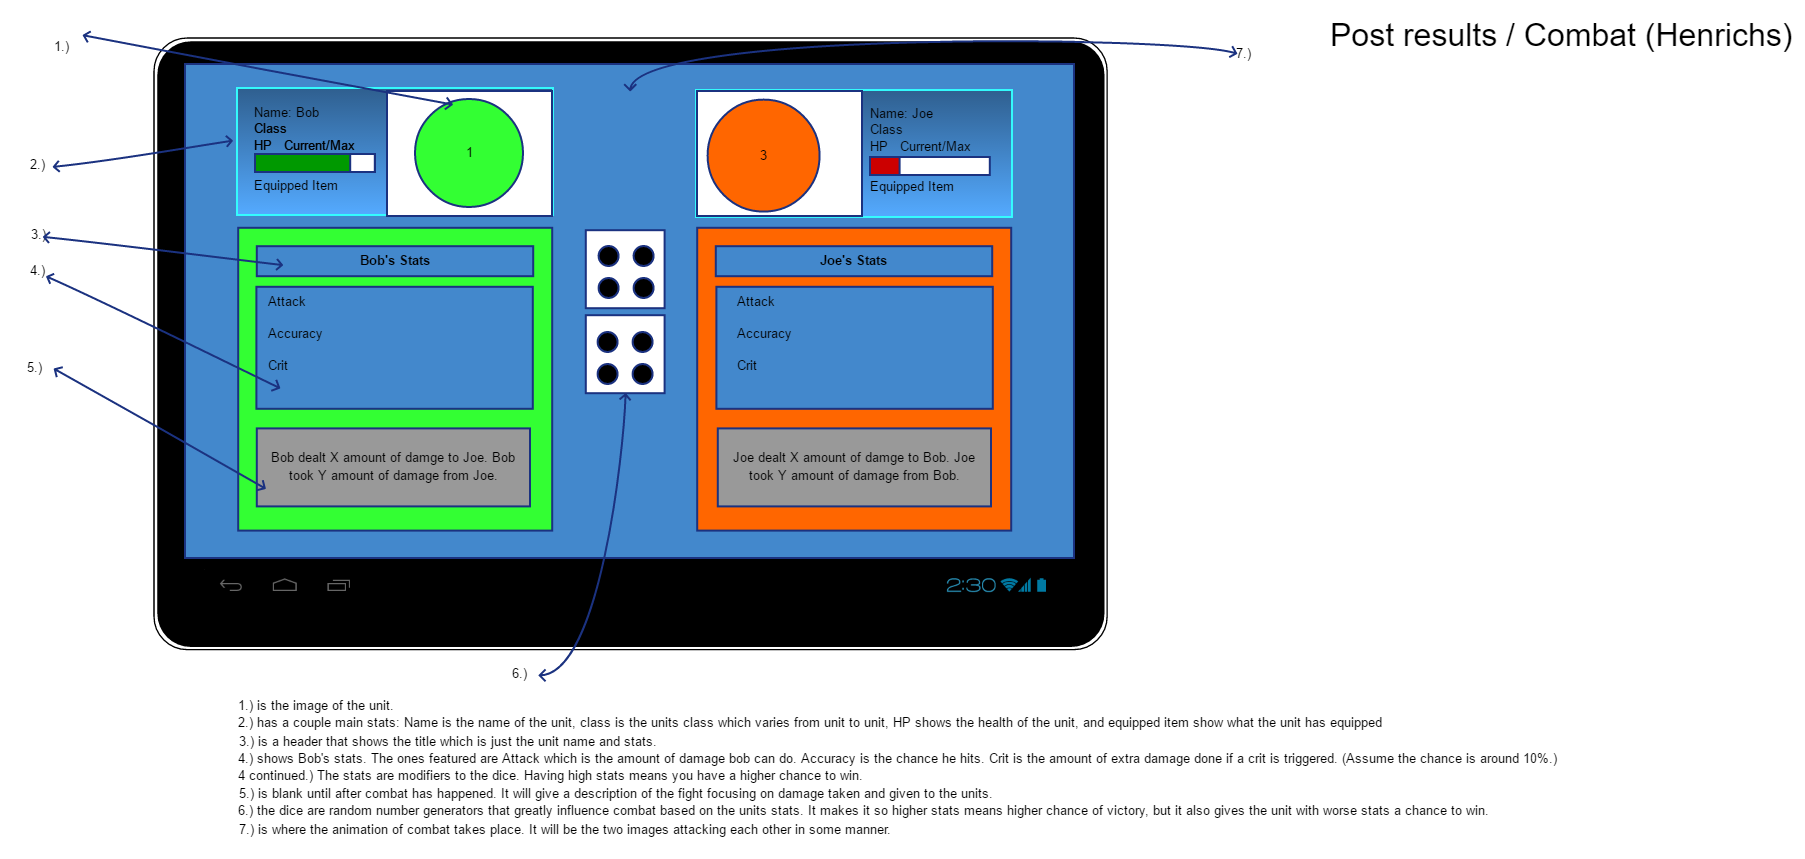 Post results / Combat (Henrichs)
1.)
7.)
Name: Bob
Class
HP Current/Max
Equipped Item
1
3
Name: Joe
Class
HP Current/Max
Equipped Item
2.)
3.)
4.)
5.)
Bob's Stats
Attack
Accuracy
Crit
Bob dealt X amount of damge to Joe. Bob
took Y amount of damage from Joe.
Joe's Stats
Attack
Accuracy
Crit
Joe dealt X amount of damge to Bob. Joe
took Y amount of damage from Bob.
2:30
6.)
1.) is the image of the unit.
2.) has a couple main stats: Name is the name of the unit, class is the units class which varies from unit to unit, HP shows the health of the unit, and equipped item show what the unit has equipped
3.) is a header that shows the title which is just the unit name and stats.
4.) shows Bob's stats. The ones featured are Attack which is the amount of damage bob can do. Accuracy is the chance he hits. Crit is the amount of extra damage done if a crit is triggered. (Assume the chance is around 10%.)
4 continued.) The stats are modifiers to the dice. Having high stats means you have a higher chance to win.
5.) is blank until after combat has happened. It will give a description of the fight focusing on damage taken and given to the units.
6.) the dice are random number generators that greatly influence combat based on the units stats. It makes it so higher stats means higher chance of victory, but it also gives the unit with worse stats a chance to win.
7.) is where the animation of combat takes place. It will be the two images attacking each other in some manner.